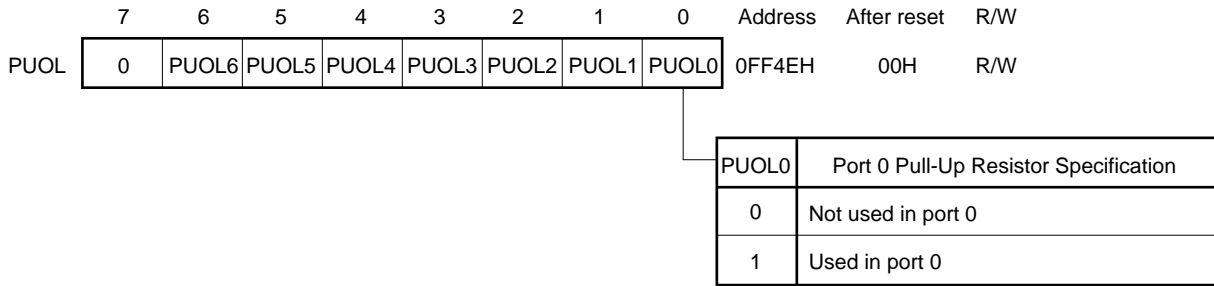 7 6 5 4 3 2 1 0 Address After reset R/W
PUOL 0 PUOL6 PUOL5 PUOL4 PUOL3 PUOL2 PUOL1 PUOL0 0FF4EH 00H R/W
PUOL0 Port 0 Pull-Up Resistor Specification
0 Not used in port 0
1 Used in port 0